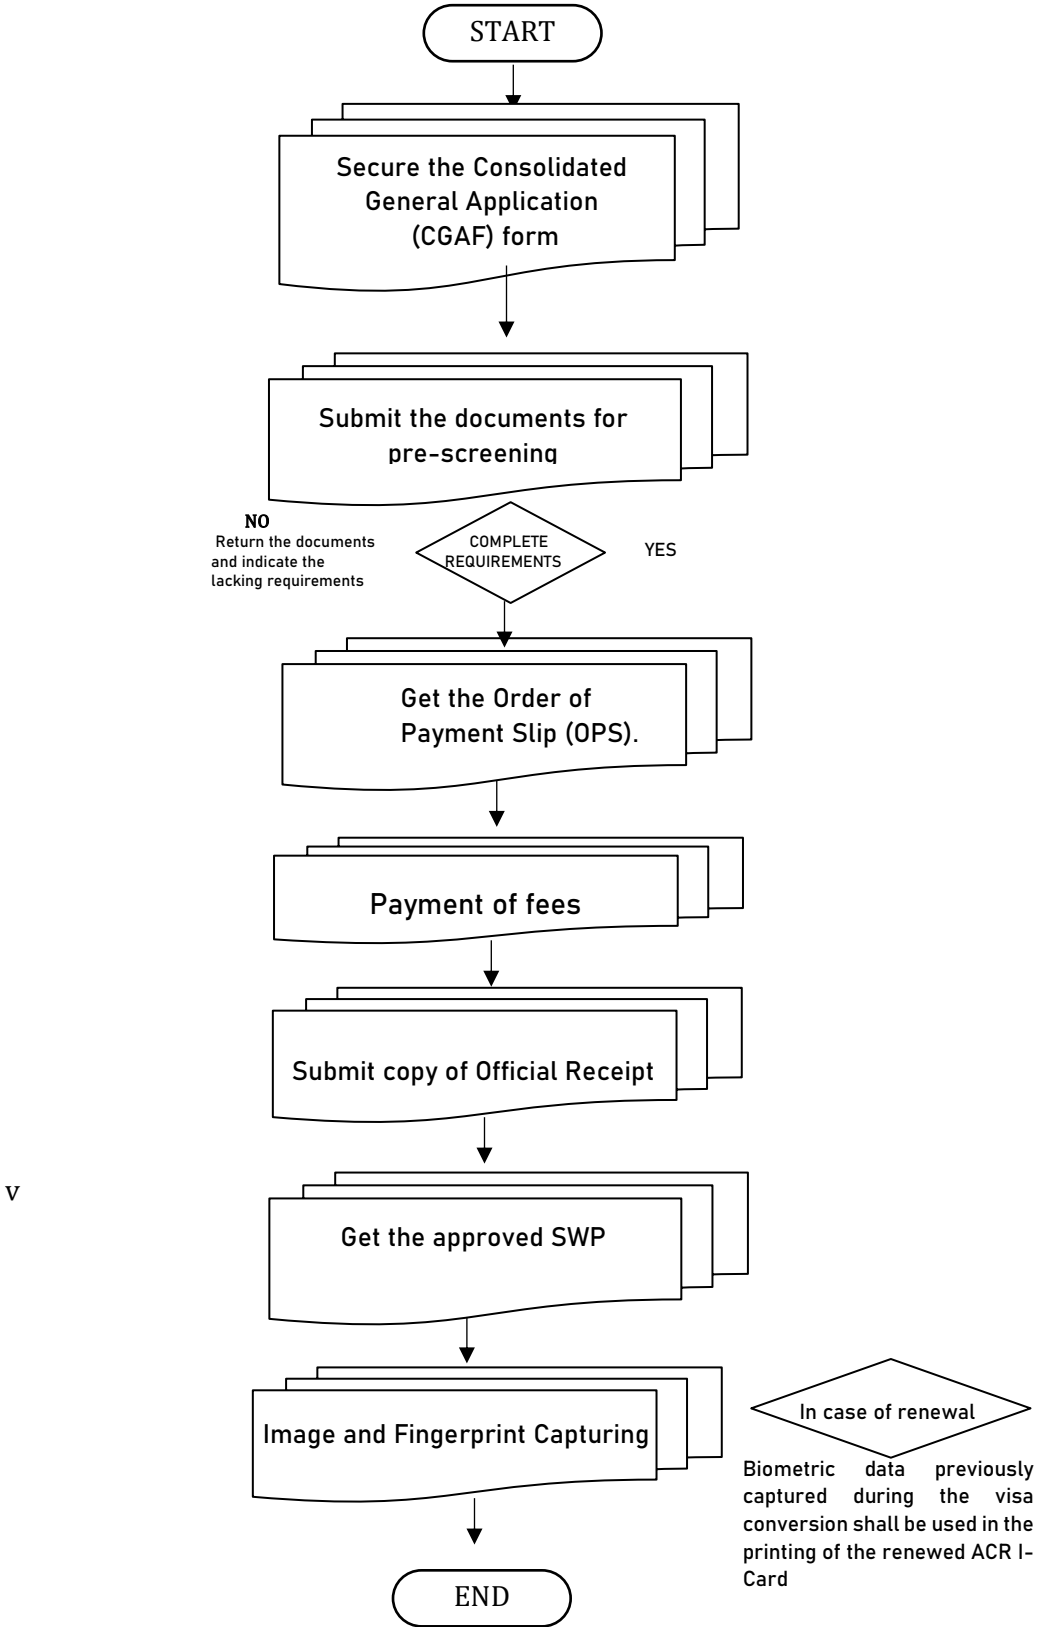 START
Secure the Consolidated
General Application
(CGAF) form
Submit the documents for
pre-screening
NO
Return the documents
and indicate the
lacking requirements
COMPLETE
REQUIREMENTS
YES
Get the Order of
Payment Slip (OPS).
Payment of fees
Submit copy of Official Receipt
v
Get the approved SWP
Image and Fingerprint Capturing
In case of renewal
Biometric data previously
captured during the visa
conversion shall be used in the
printing of the renewed ACR I-
Card
END